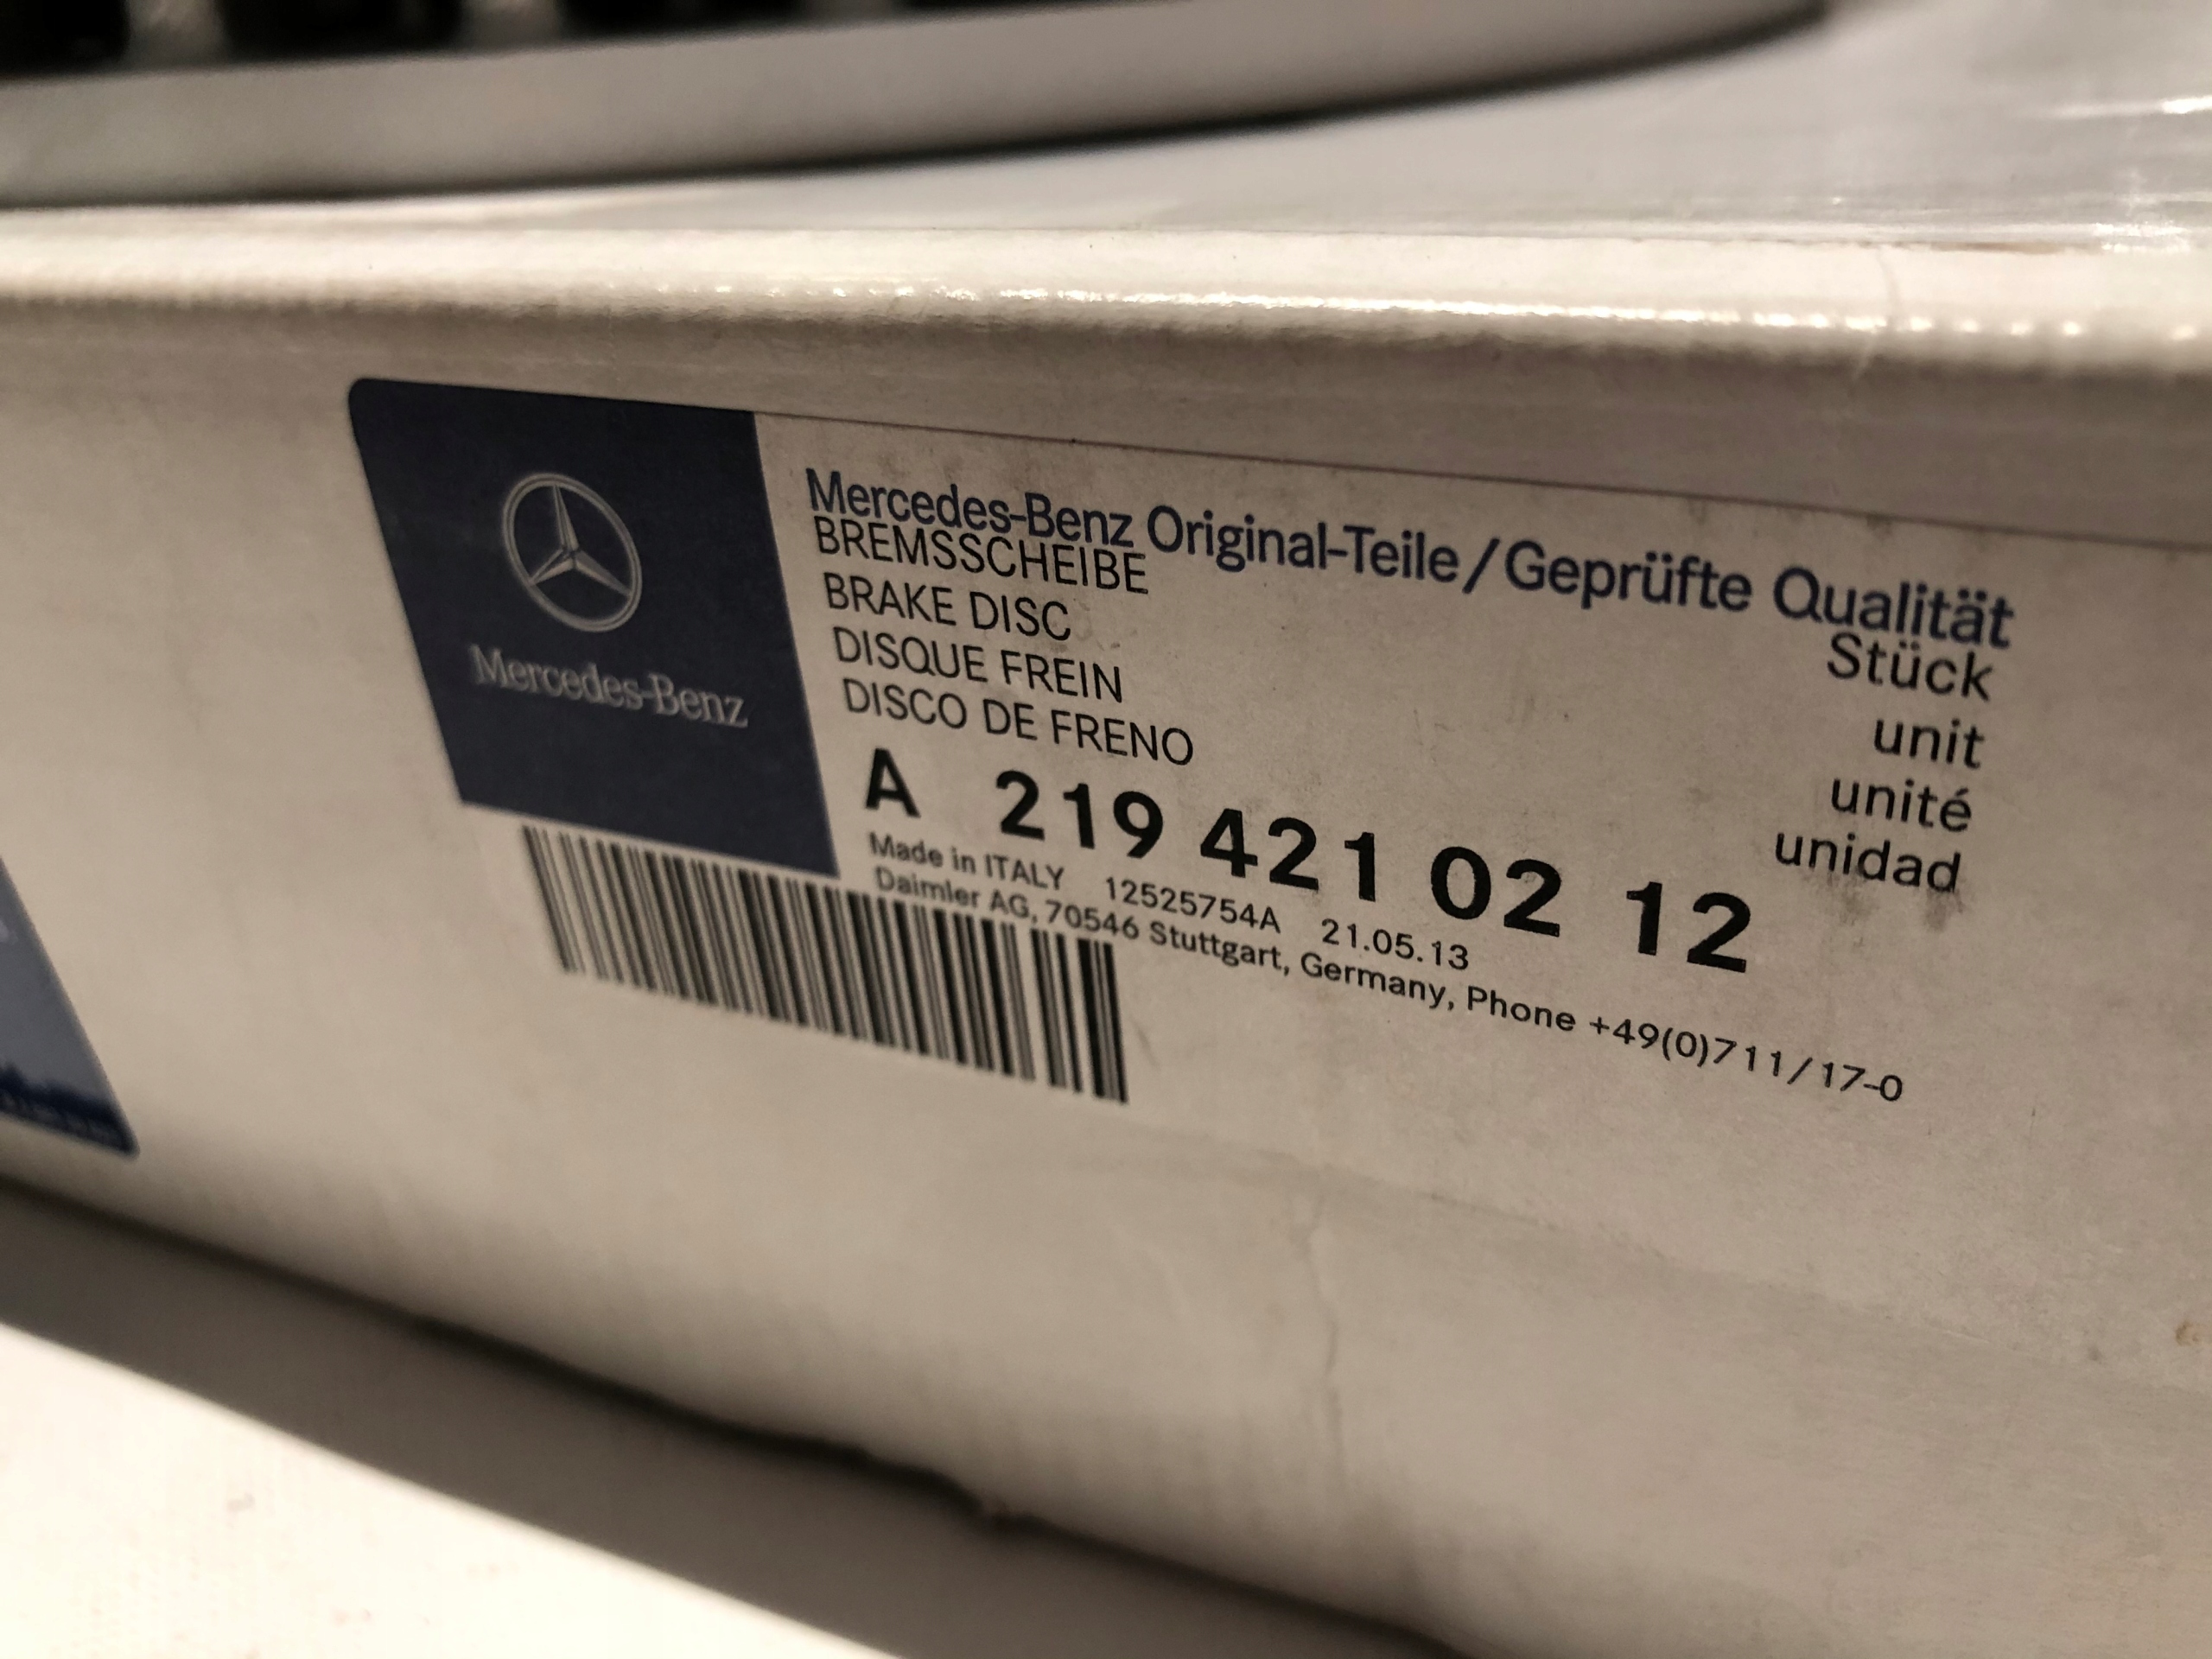 Mercedes-Benz
Mercedes-Benz Original-Teile/Geprüfte Qualität
BREMSSCHEIBE
BRAKE DISC
DISQUE FREIN
DISCO DE FRENO
Stück
unit
unité
unidad
A 219 421 02 12
Made in ITALY 12525754A 21.05.13
Daimler AG, 70546 Stuttgart, Germany, Phone +49(0)711/17-0